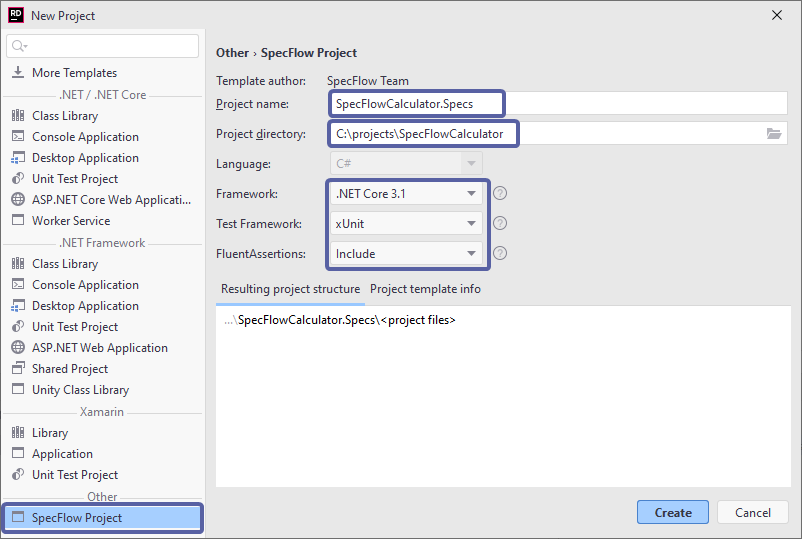 RD New Project
More Templates
.NET / .NET Core
Class Library
Console Application
Desktop Application
Unit Test Project
ASP.NET Core Web Applicati...
Worker Service
.NET Framework
Class Library
Console Application
Desktop Application
Unit Test Project
ASP.NET Web Application
Shared Project
Unity Class Library
Xamarin
Library
Application
Unit Test Project
Other
SpecFlow Project
Other › SpecFlow Project
Template author: SpecFlow Team
Project name: SpecFlowCalculator.Specs
Project directory: C:\projects\SpecFlowCalculator
Language: C#
Framework: .NET Core 3.1 ?
Test Framework: xUnit ?
FluentAssertions: Include ?
Resulting project structure Project template info
...\SpecFlowCalculator.Specs\<project files>
Create Cancel